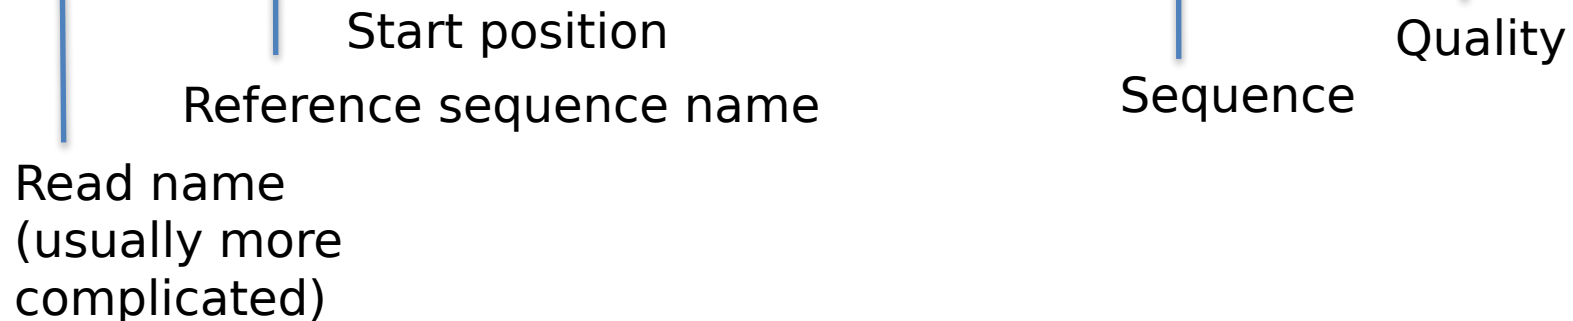 Start position
Quality
Sequence
Reference sequence name
Read name
(usually more
complicated)